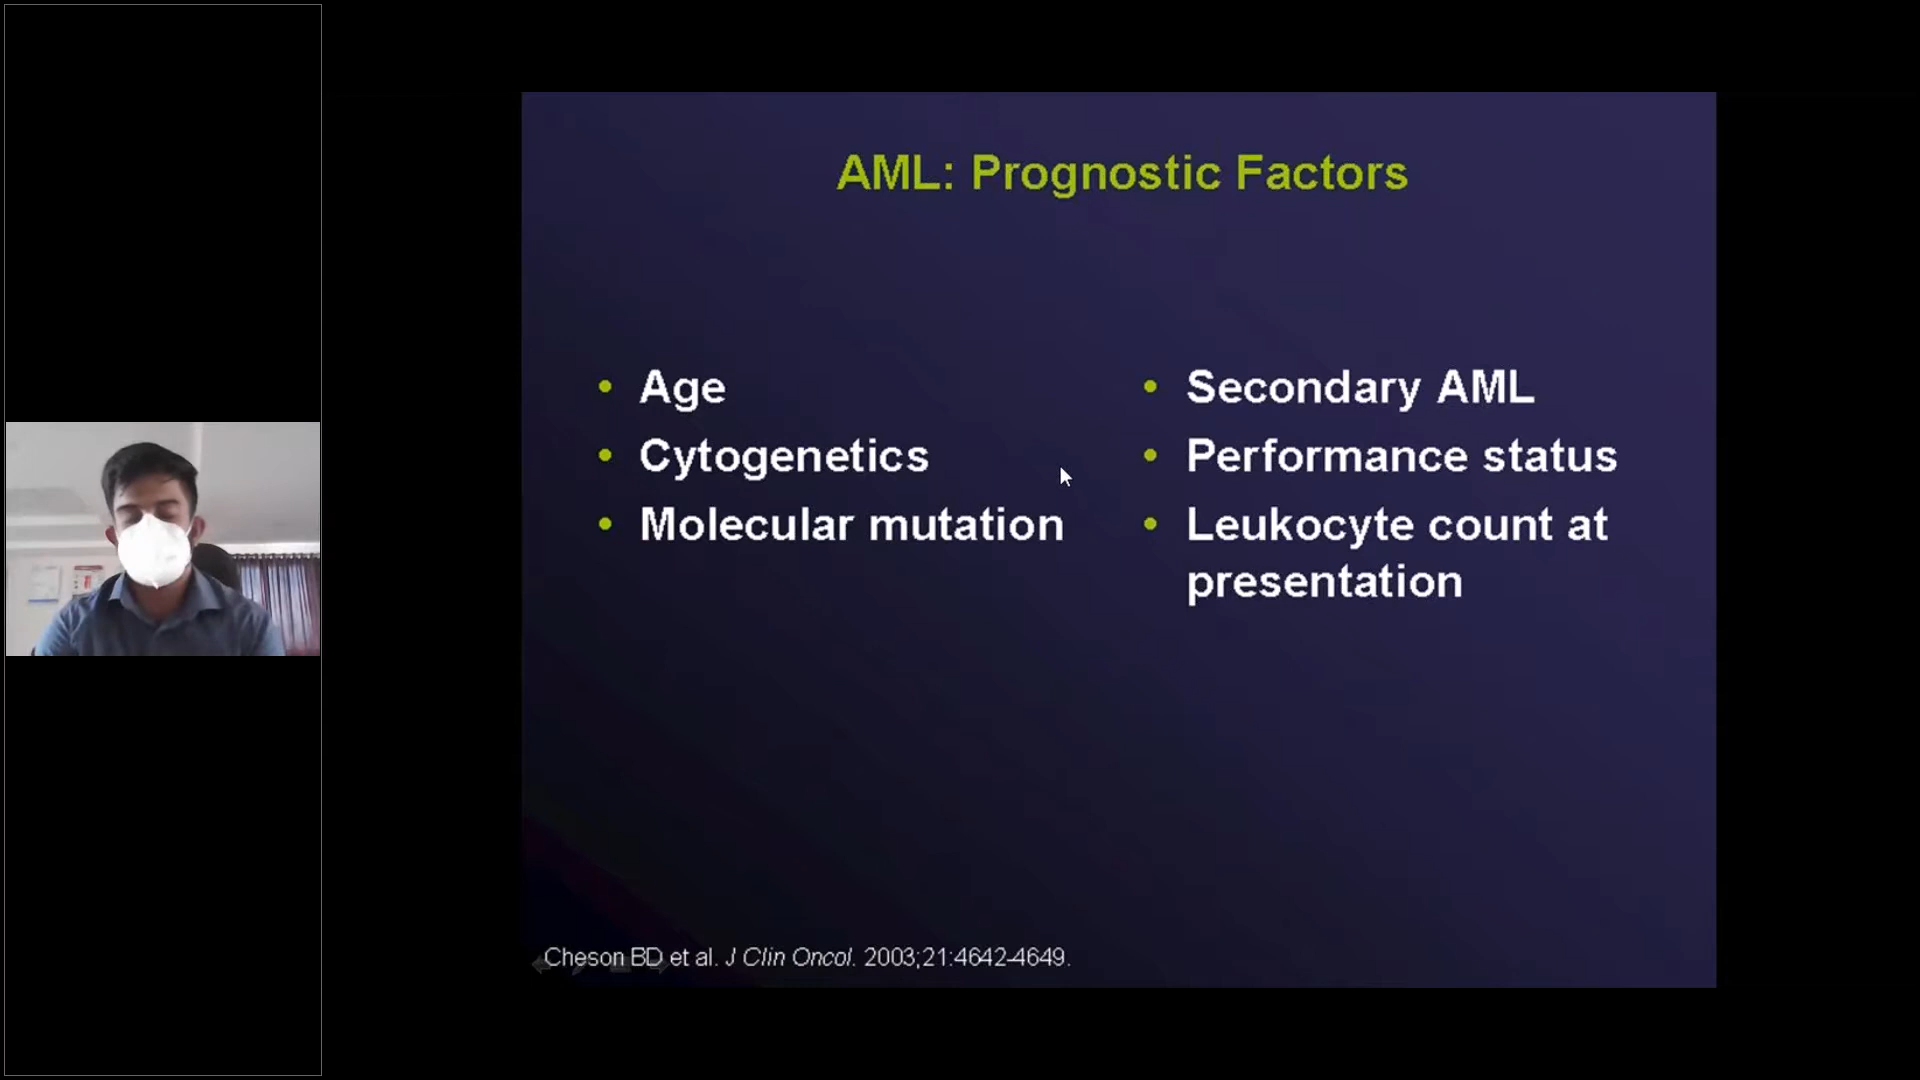 AML: Prognostic Factors
• Age
• Cytogenetics
• Molecular mutation
• Secondary AML
• Performance status
• Leukocyte count at
presentation
Cheson BD et al. J Clin Oncol. 2003;21:4642-4649.